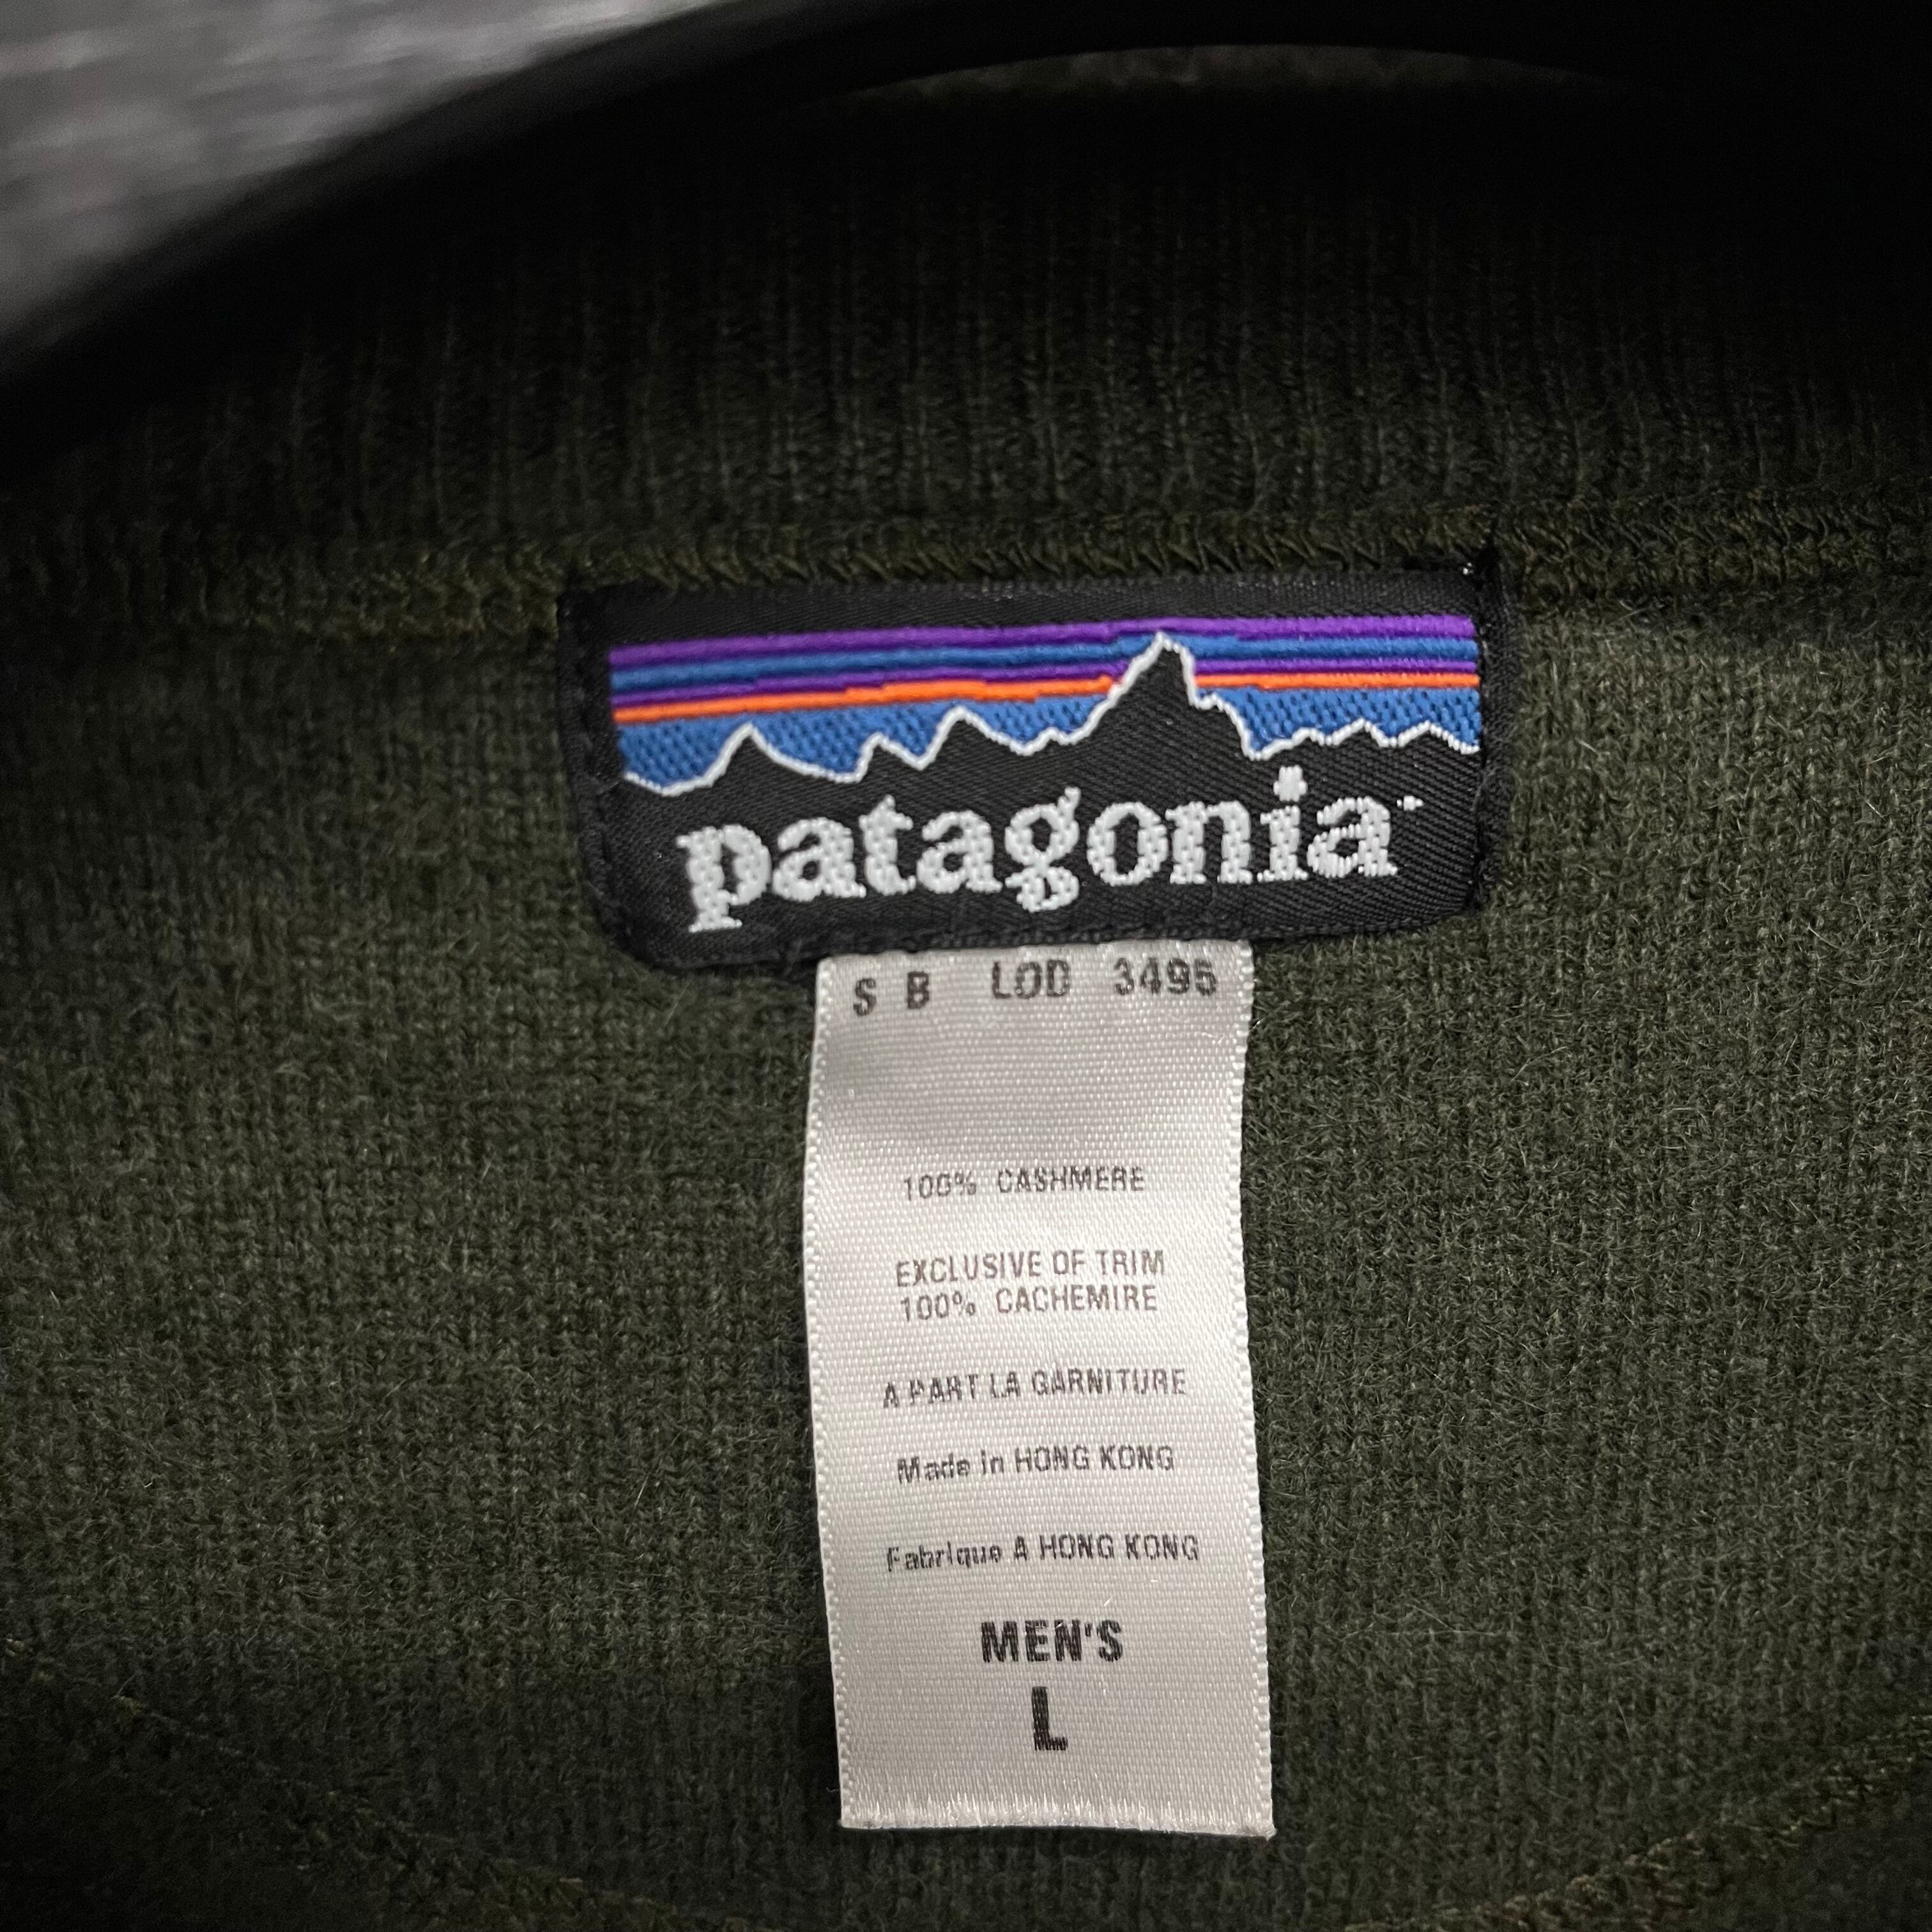 patagonia
S B LOD 3495
100% CASHMERE
EXCLUSIVE OF TRIM
100% CACHEMIRE
A PART LA GARNITURE
Made in HONG KONG
Fabrique A HONG KONG
MEN'S
L